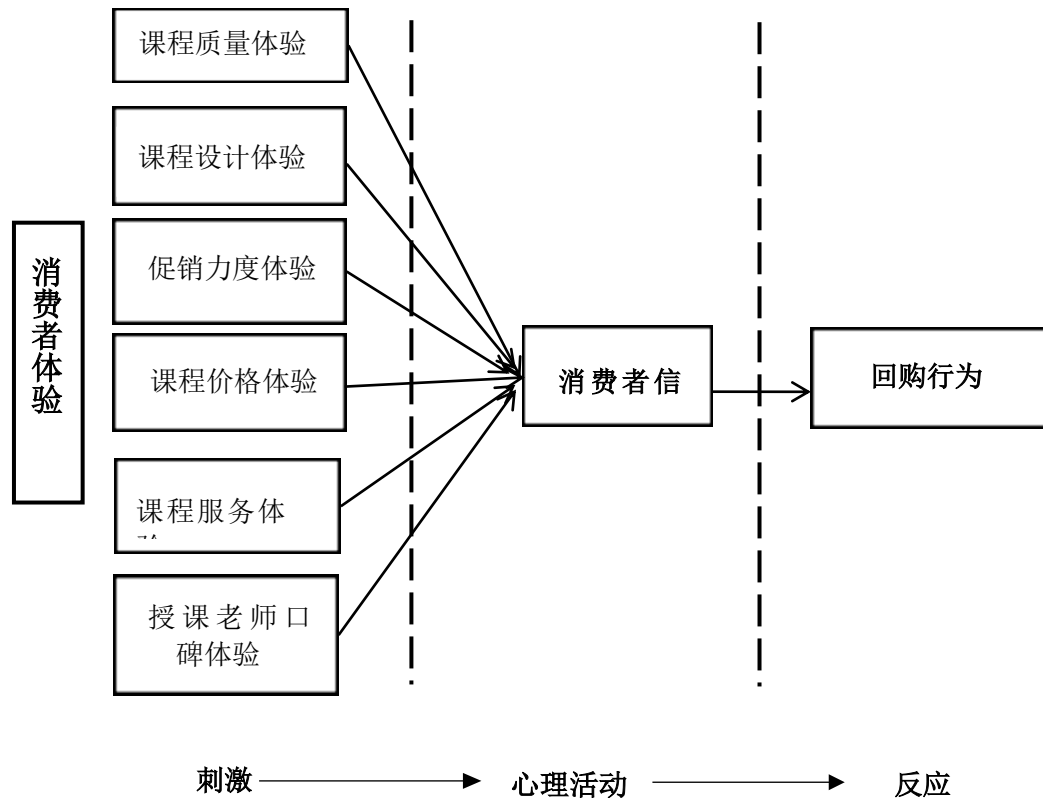 课程质量体验
课程设计体验
促销力度体验
消费者体验
课程价格体验
消费者信
回购行为
课程服务体
授课老师口
碑体验
刺激
心理活动
反应